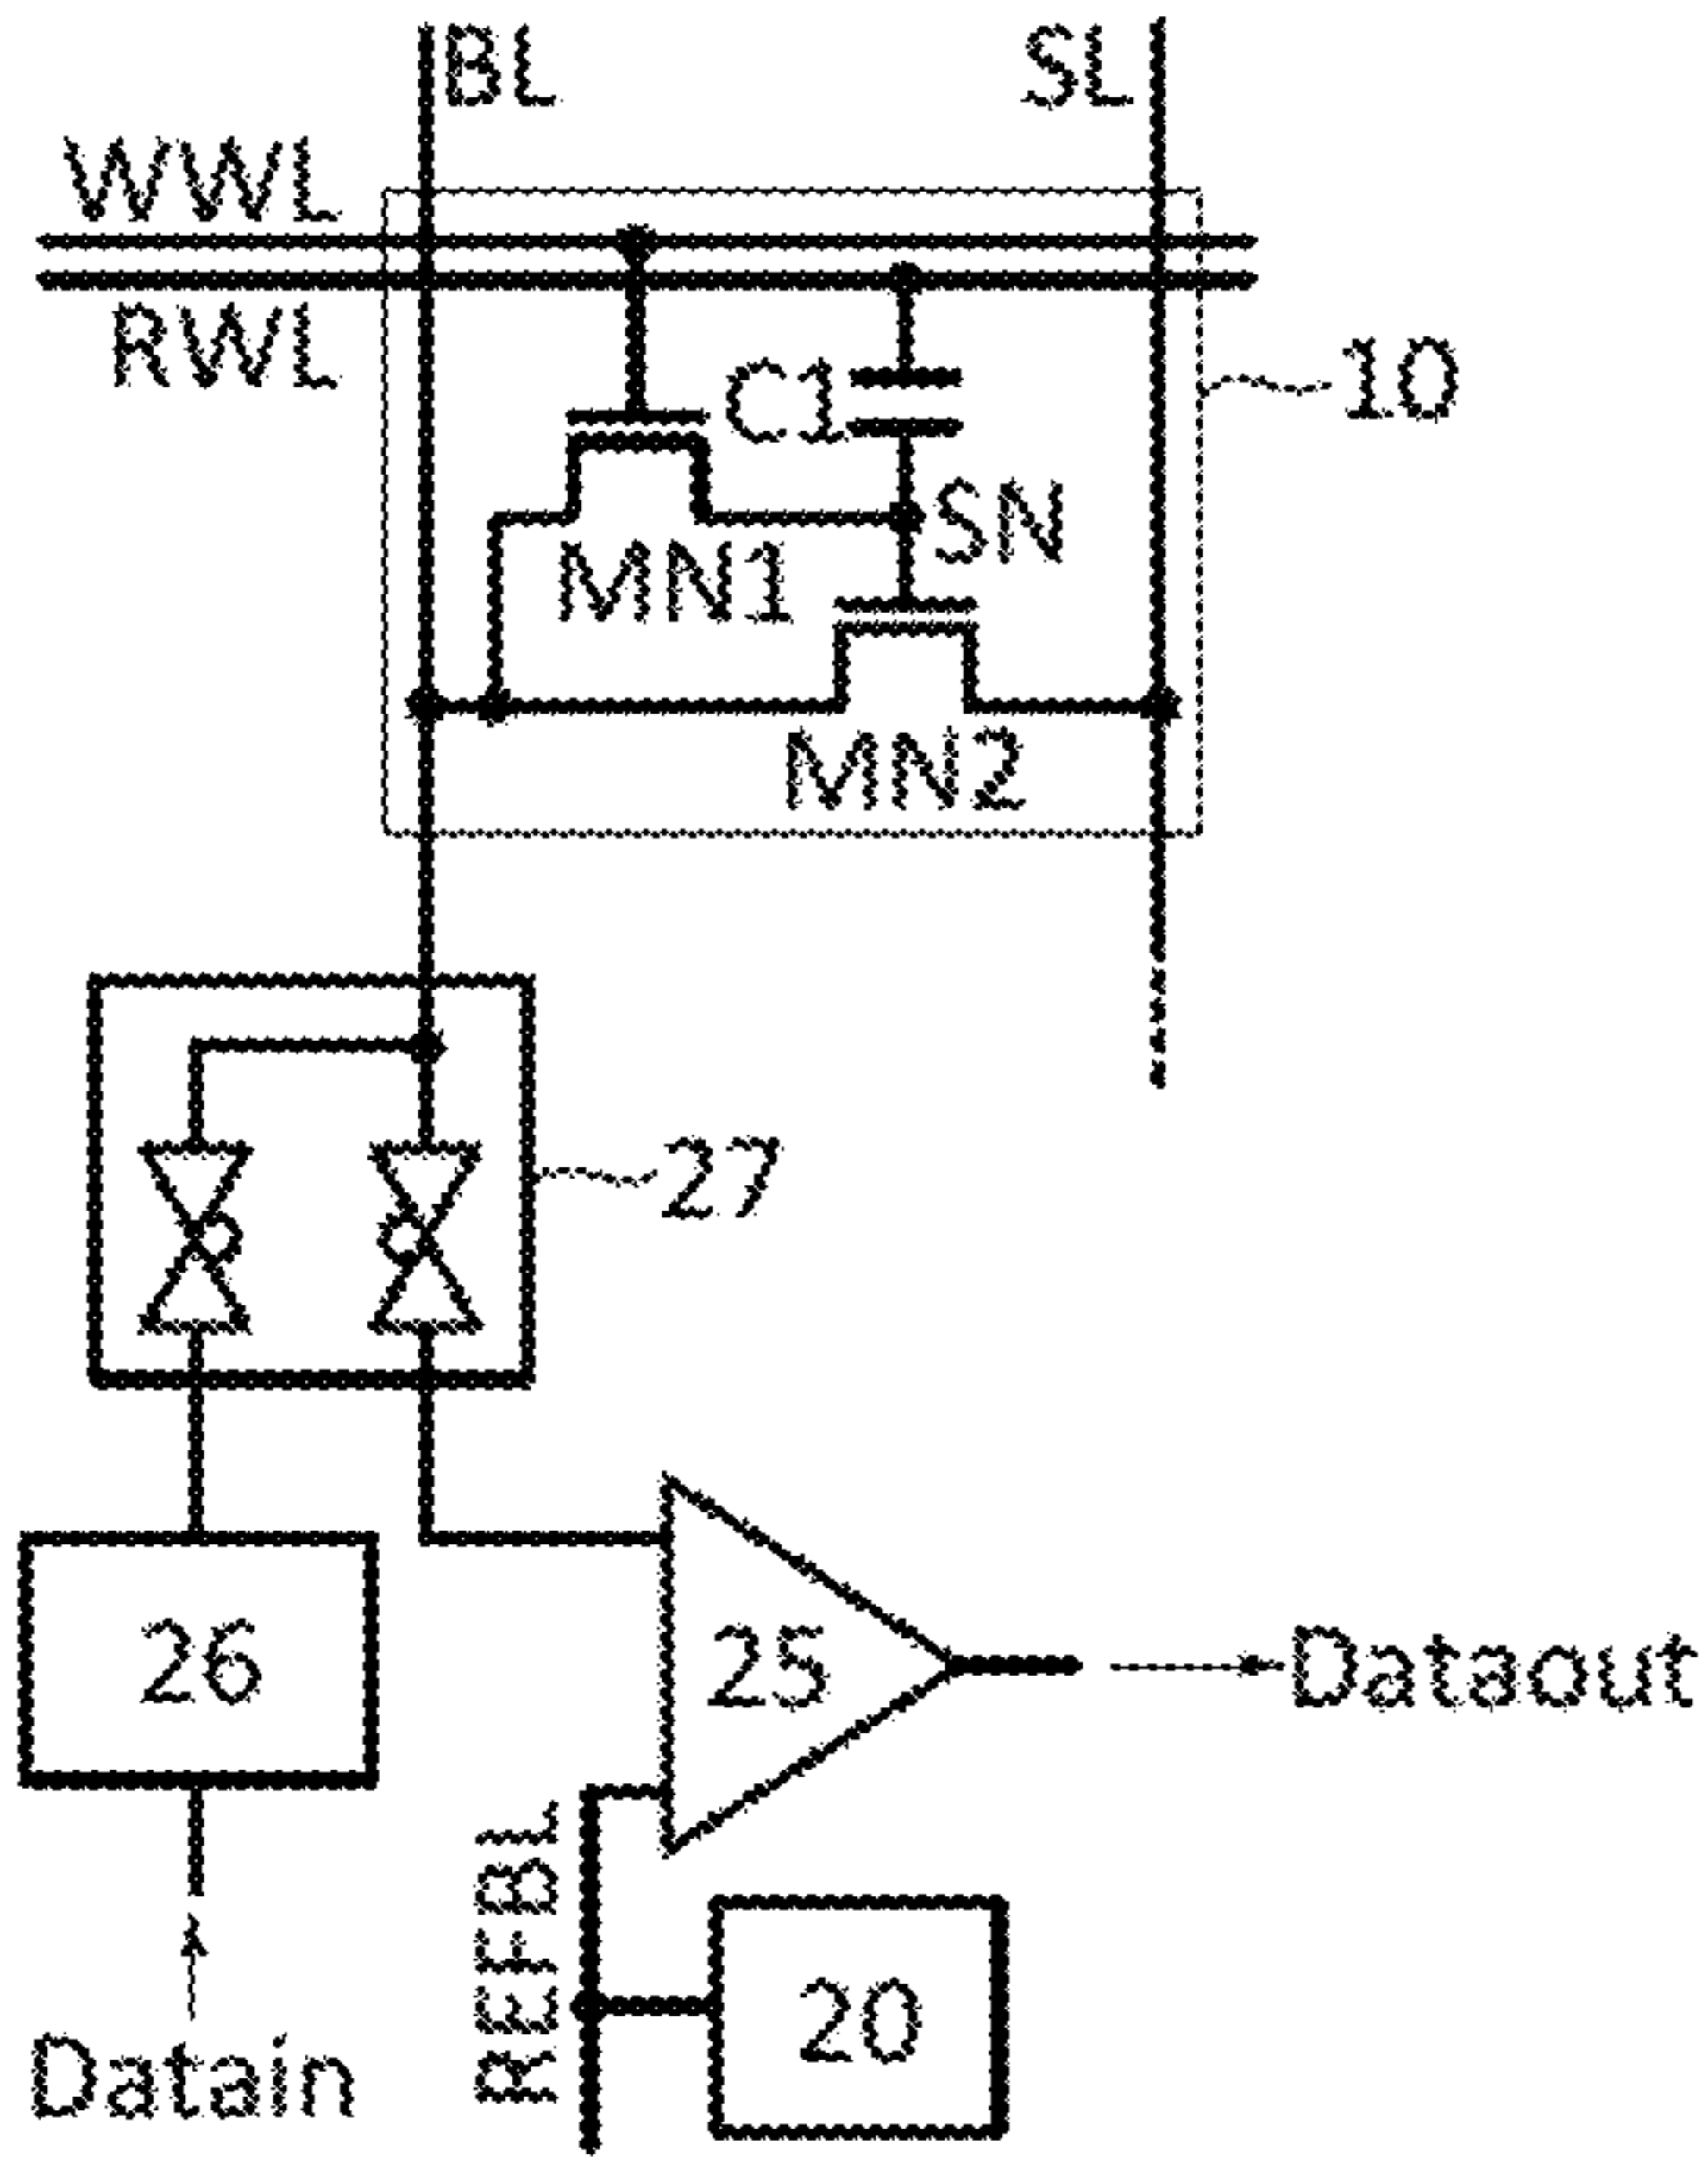 BL SL
WWL
RWL
C1
10
SN
MN1
MN2
27
26
25
Dataout
REFBL
20
Datain